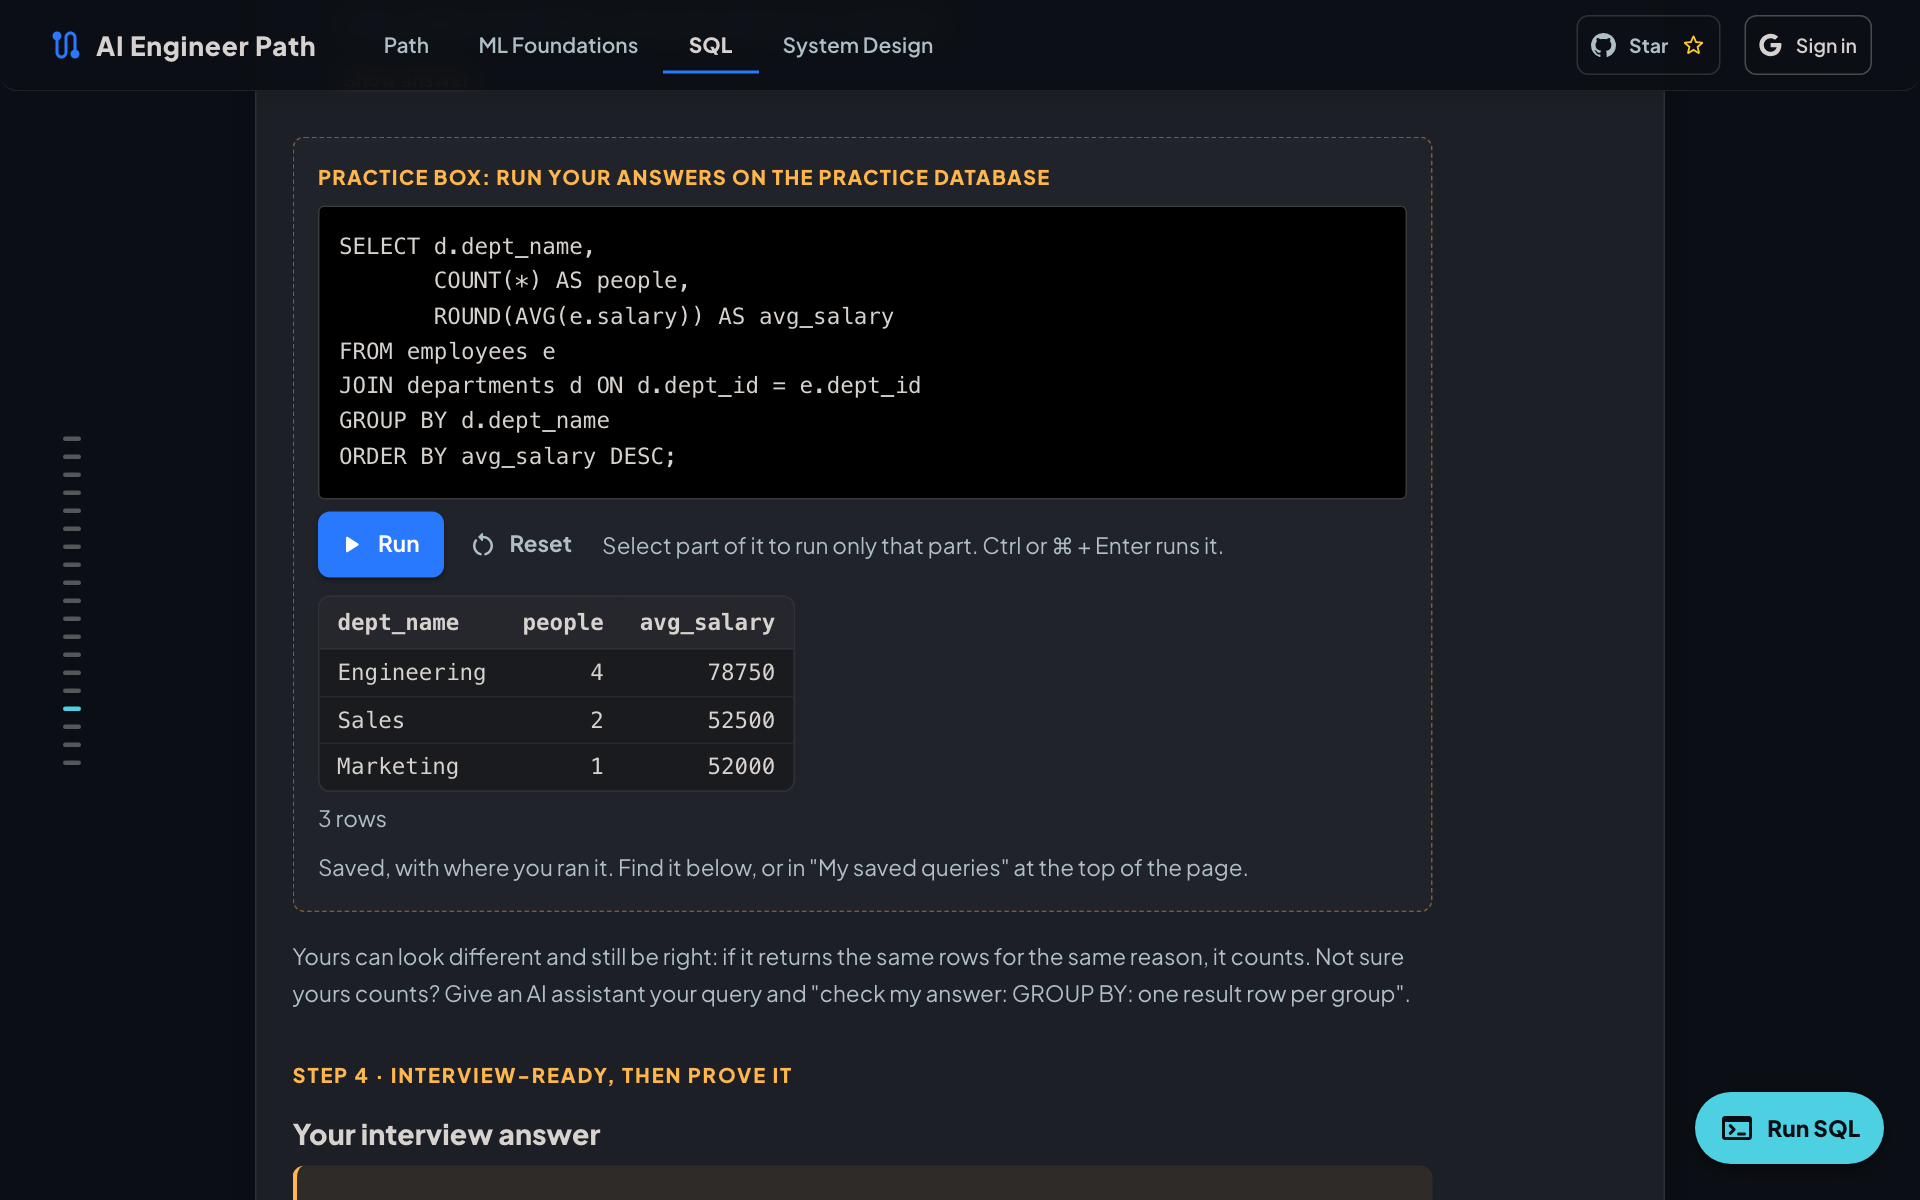 AI Engineer Path
Path
ML Foundations
SQL
System Design
Star
Sign in
PRACTICE BOX: RUN YOUR ANSWERS ON THE PRACTICE DATABASE
SELECT d.dept_name,
       COUNT(*) AS people,
       ROUND(AVG(e.salary)) AS avg_salary
FROM employees e
JOIN departments d ON d.dept_id = e.dept_id
GROUP BY d.dept_name
ORDER BY avg_salary DESC;
Run
Reset
Select part of it to run only that part. Ctrl or ⌘ + Enter runs it.
dept_name people avg_salary
Engineering 4 78750
Sales 2 52500
Marketing 1 52000
3 rows
Saved, with where you ran it. Find it below, or in "My saved queries" at the top of the page.
Yours can look different and still be right: if it returns the same rows for the same reason, it counts. Not sure
yours counts? Give an AI assistant your query and "check my answer: GROUP BY: one result row per group".
STEP 4 · INTERVIEW-READY, THEN PROVE IT
Your interview answer
Run SQL